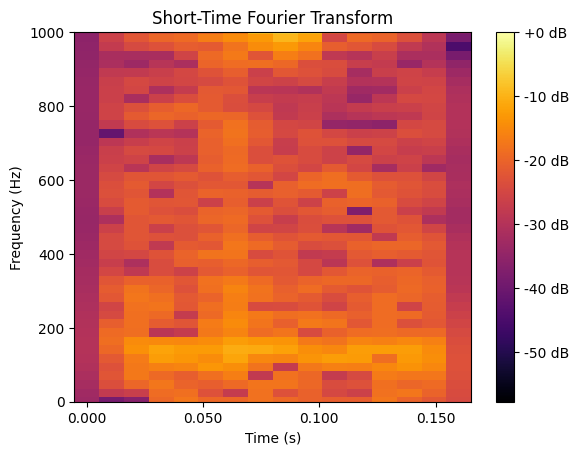 Short-Time Fourier Transform
1000
800
600
400
200
0
Frequency (Hz)
0.000
0.050
0.100
0.150
Time (s)
+0 dB
-10 dB
-20 dB
-30 dB
-40 dB
-50 dB